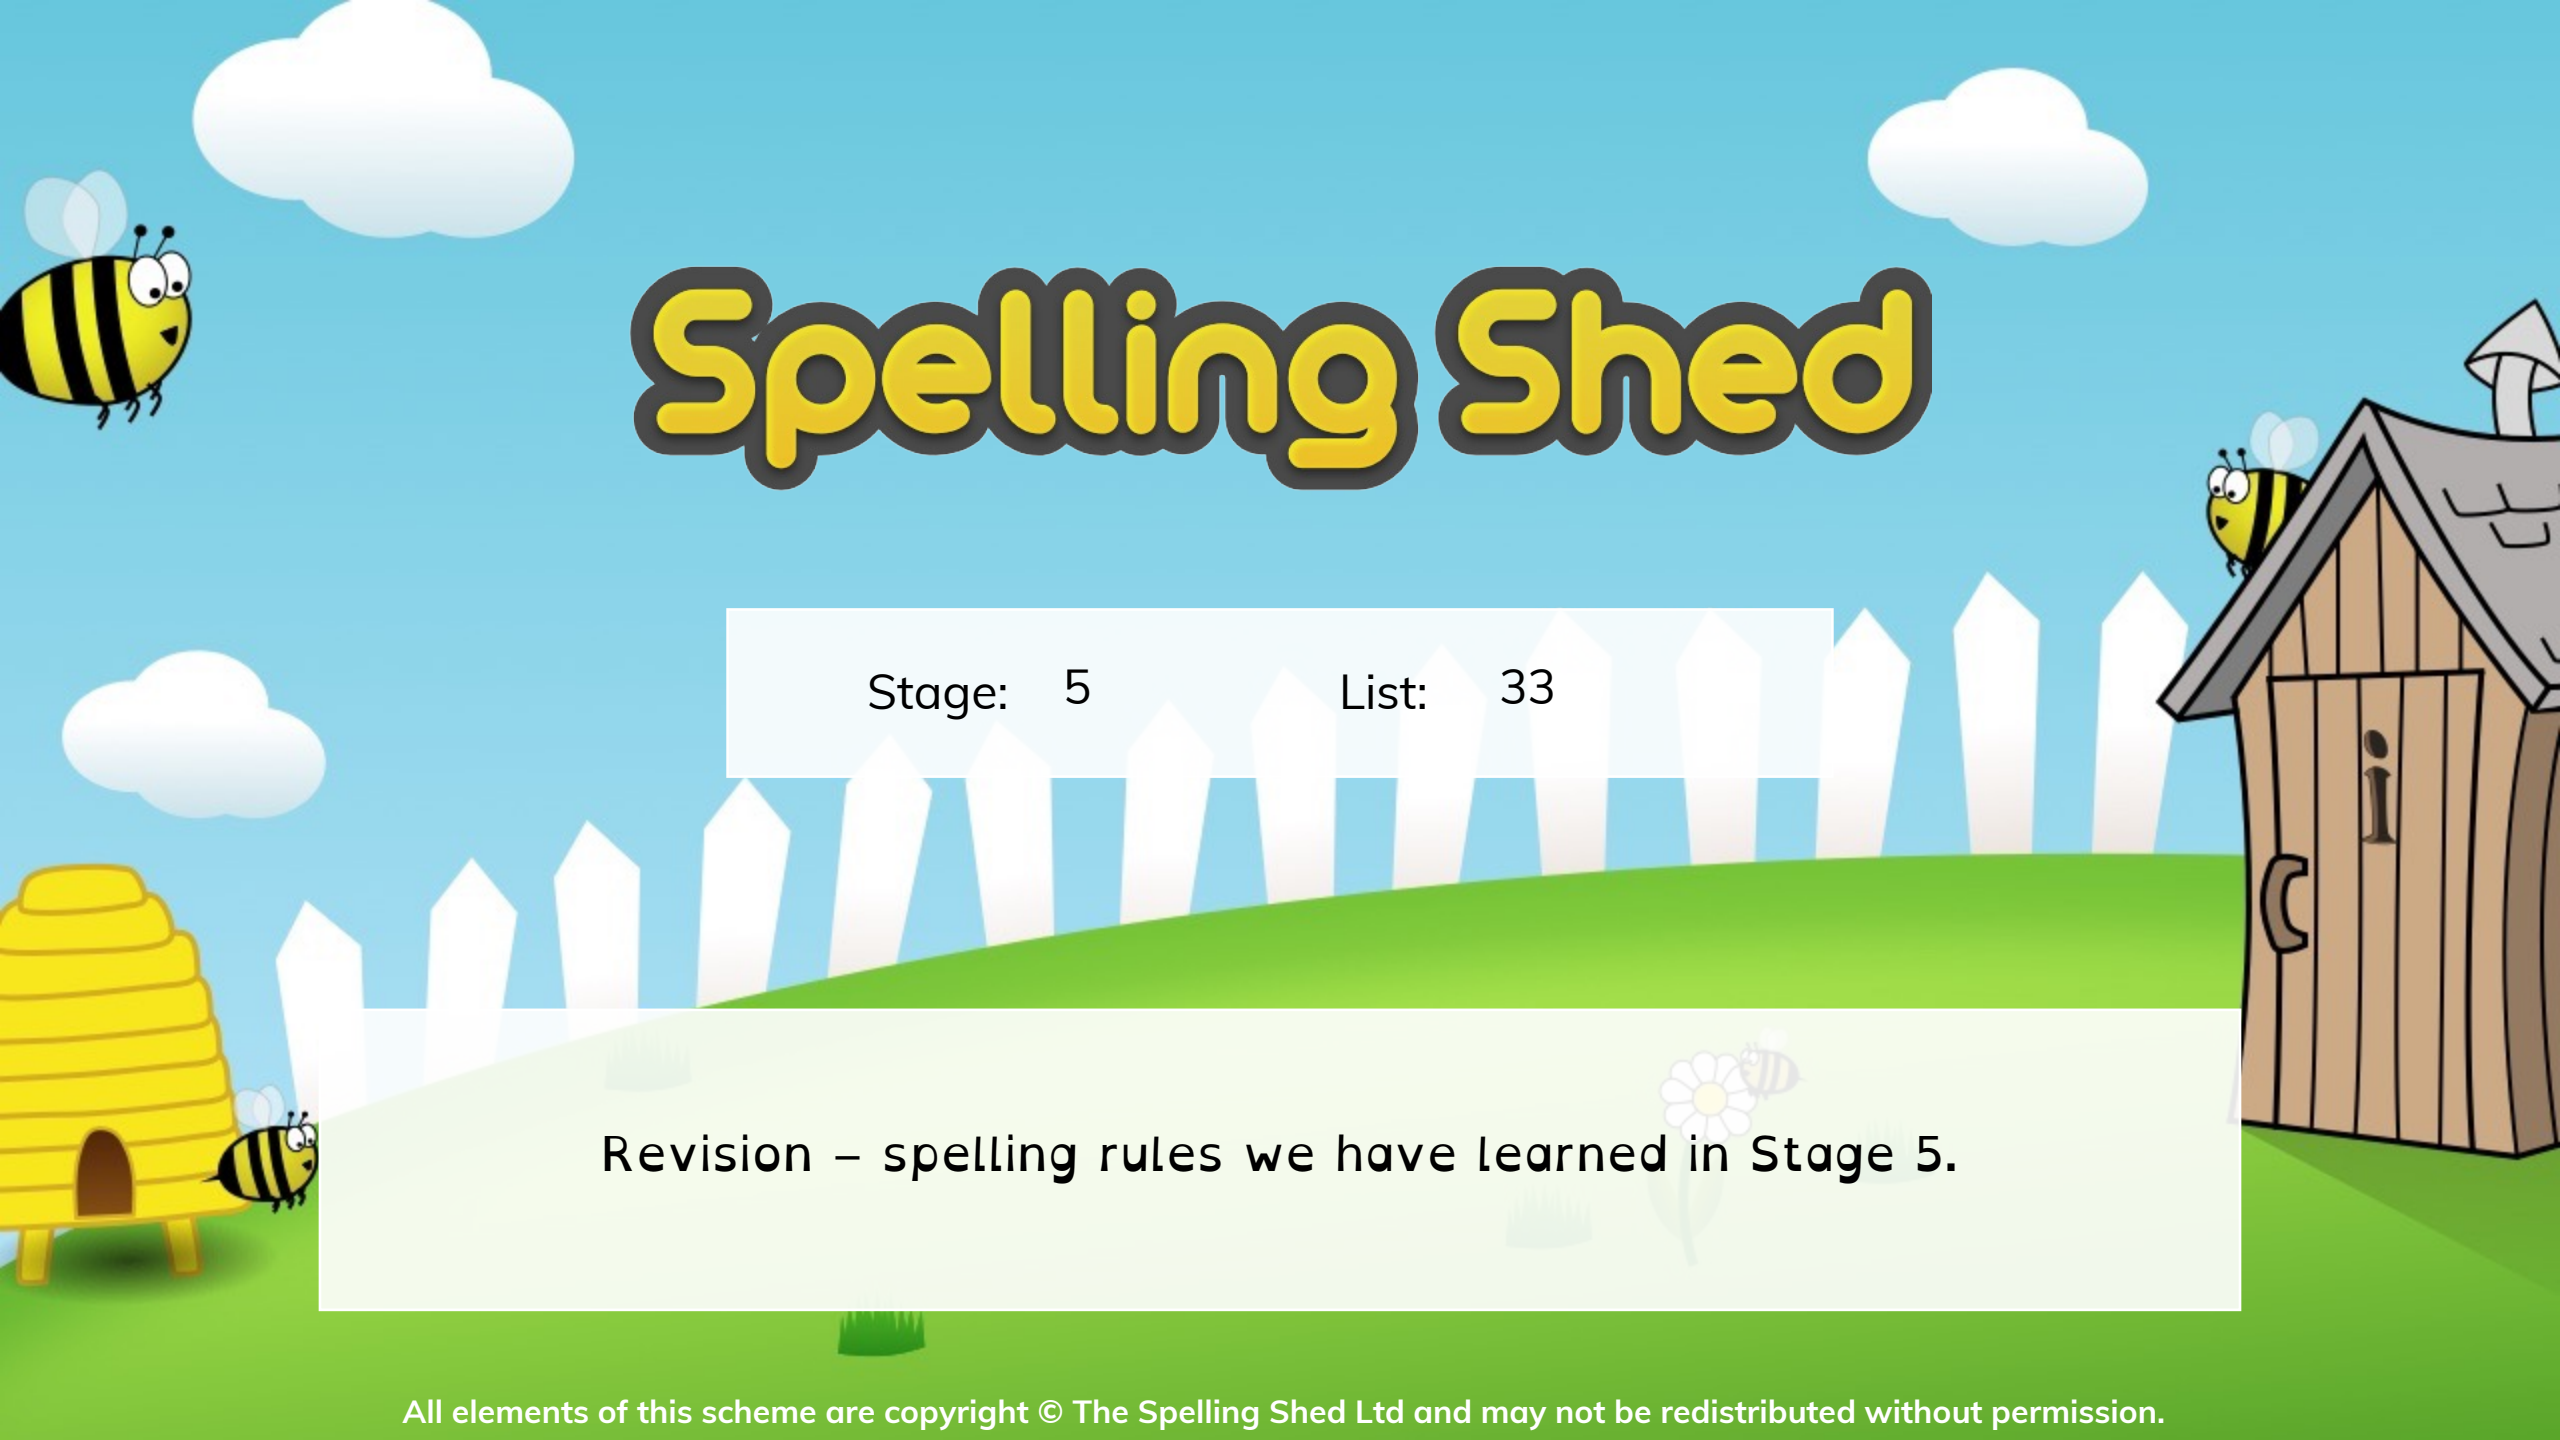 Spelling Shed
Stage: 5 List: 33
i
Revision – spelling rules we have learned in Stage 5.
All elements of this scheme are copyright © The Spelling Shed Ltd and may not be redistributed without permission.